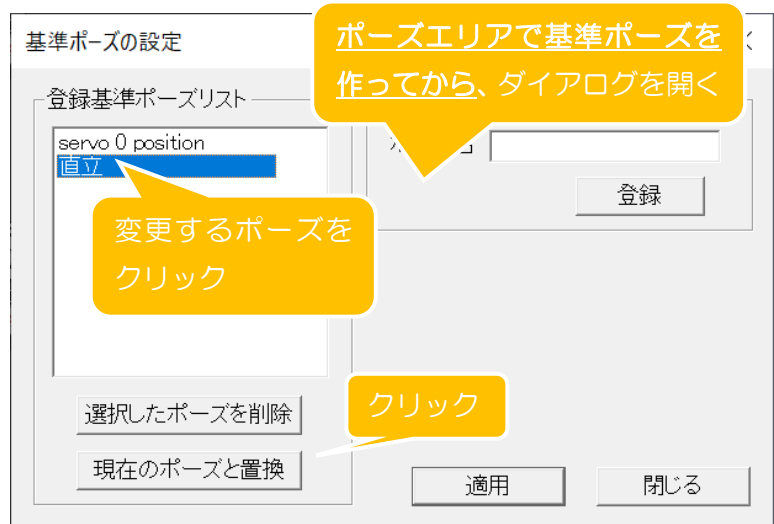 基準ポーズの設定
ポーズエリアで基準ポーズを
作ってから、ダイアログを開く
登録基準ポーズリスト
servo 0 position
直立
変更するポーズを
クリック
登録
選択したポーズを削除
クリック
現在のポーズと置換
適用
閉じる